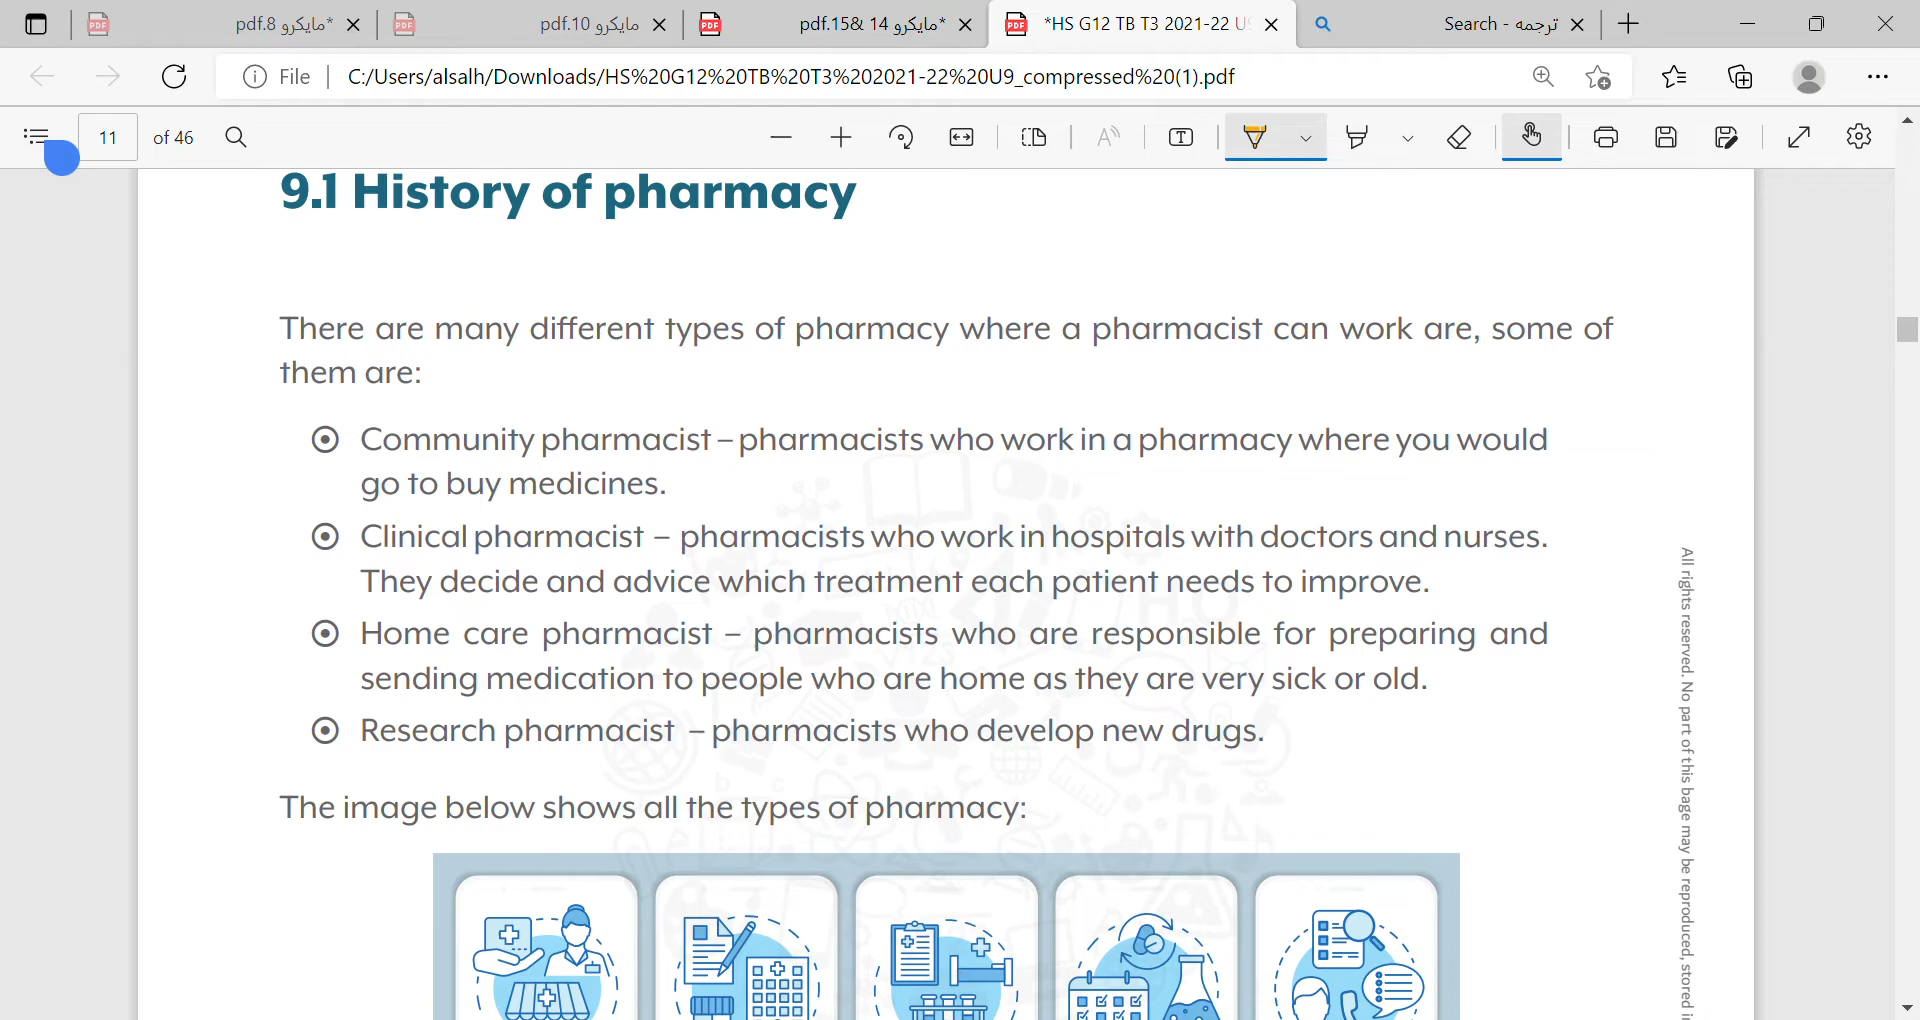 *مايكرو 8.pdf
مايكرو 10.pdf
*مايكرو 14 &15.pdf
*HS G12 TB T3 2021-22 U
ترجمه - Search
File
C:/Users/alsalh/Downloads/HS%20G12%20TB%20T3%202021-22%20U9_compressed%20(1).pdf
11 of 46
9.1 History of pharmacy
There are many different types of pharmacy where a pharmacist can work are, some of
them are:
Community pharmacist – pharmacists who work in a pharmacy where you would
go to buy medicines.
Clinical pharmacist – pharmacists who work in hospitals with doctors and nurses.
They decide and advice which treatment each patient needs to improve.
Home care pharmacist – pharmacists who are responsible for preparing and
sending medication to people who are home as they are very sick or old.
Research pharmacist – pharmacists who develop new drugs.
The image below shows all the types of pharmacy:
All rights reserved. No part of this bage may be reproduced, stored i